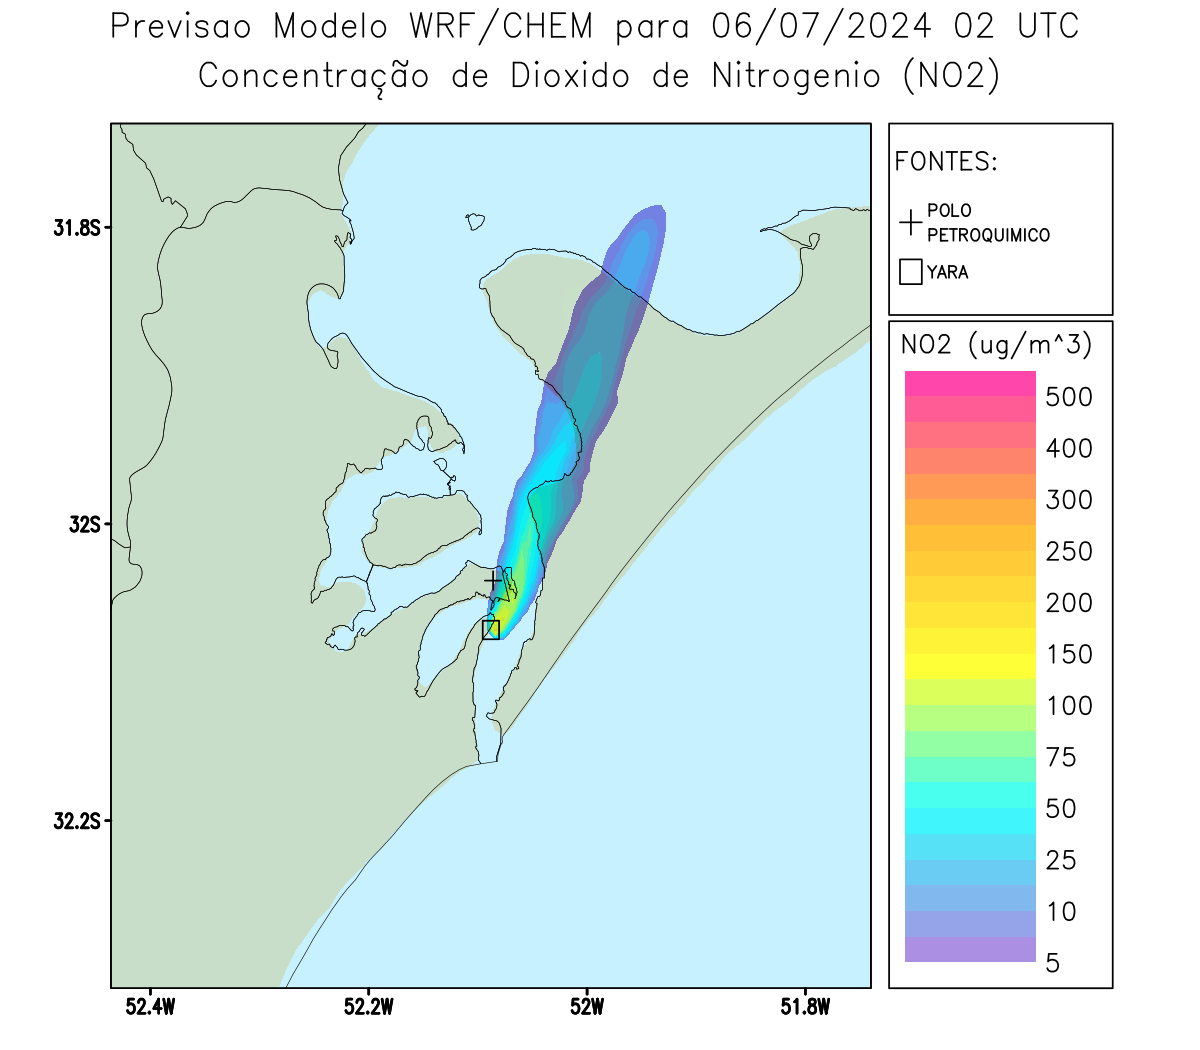 Previsao Modelo WRF/CHEM para 06/07/2024 02 UTC
Concentração de Dioxido de Nitrogenio (NO2)
FONTES:
POLO
PETROQUIMICO
YARA
NO2 (ug/m^3)
500
400
300
250
200
150
100
75
50
25
10
5
31.8S
32S
32.2S
52.4W
52.2W
52W
51.8W